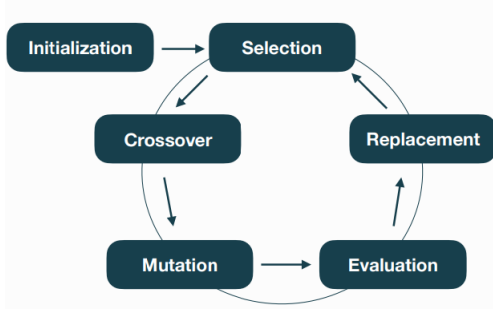 Initialization
Selection
Crossover
Replacement
Mutation
Evaluation